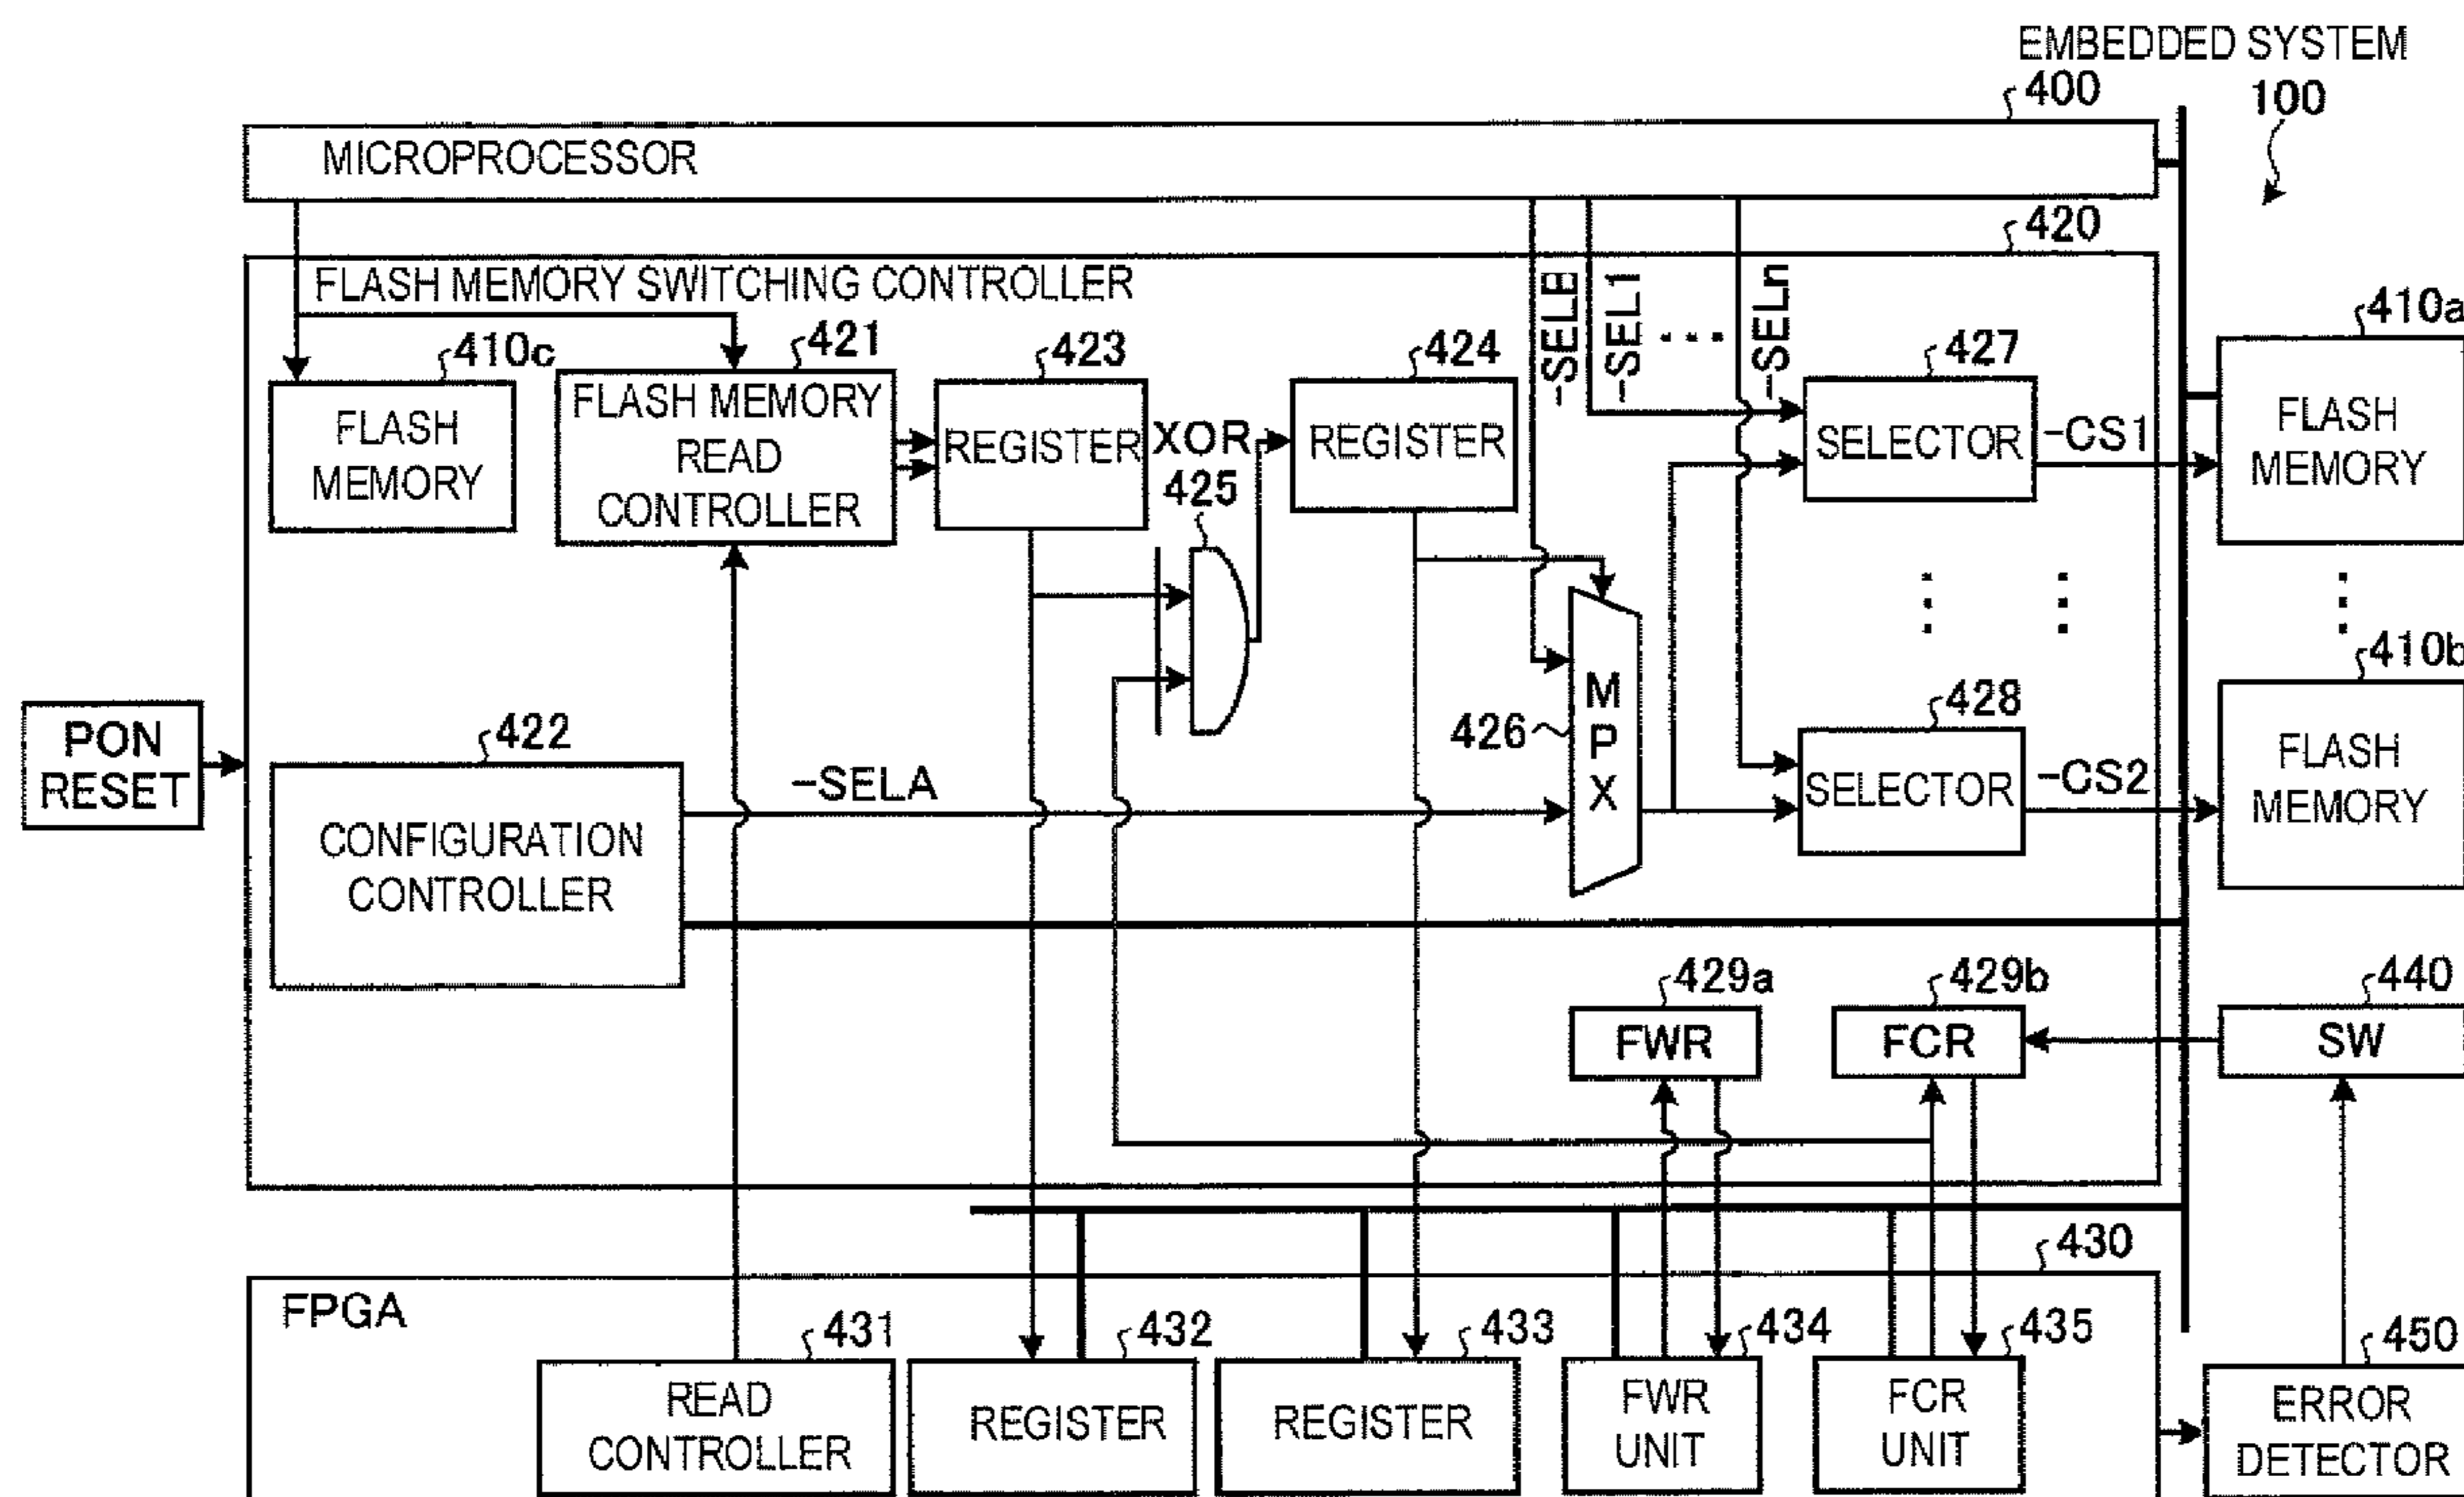 EMBEDDED SYSTEM
100
400
MICROPROCESSOR
420
FLASH MEMORY SWITCHING CONTROLLER
-SELB
-SEL1
...
-SELn
410a
410c
421
423
424
427
FLASH
MEMORY
FLASH MEMORY
READ
CONTROLLER
REGISTER
XOR
425
REGISTER
SELECTOR
-CS1
FLASH
MEMORY
410b
PON
RESET
422
-SELA
426
M
P
X
428
SELECTOR
-CS2
FLASH
MEMORY
CONFIGURATION
CONTROLLER
429a
429b
440
FWR
FCR
SW
430
FPGA
431
432
433
434
435
450
READ
CONTROLLER
REGISTER
REGISTER
FWR
UNIT
FCR
UNIT
ERROR
DETECTOR